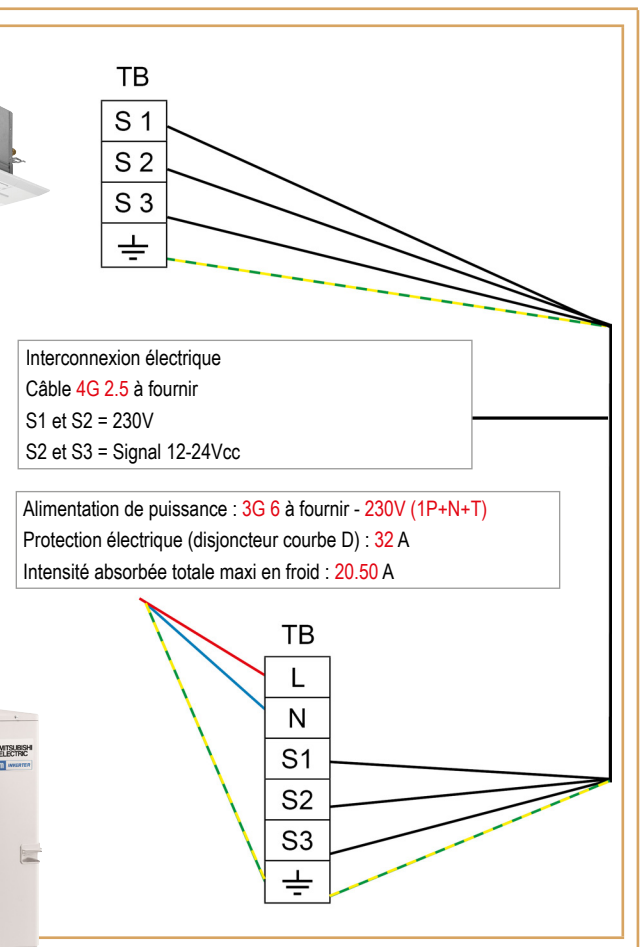 TB
S 1
S 2
S 3
Interconnexion électrique
Câble 4G 2.5 à fournir
S1 et S2 = 230V
S2 et S3 = Signal 12-24Vcc
Alimentation de puissance : 3G 6 à fournir - 230V (1P+N+T)
Protection électrique (disjoncteur courbe D) : 32 A
Intensité absorbée totale maxi en froid : 20.50 A
TB
L
N
S1
S2
S3
MITSUBISHI
ELECTRIC
INVERTER